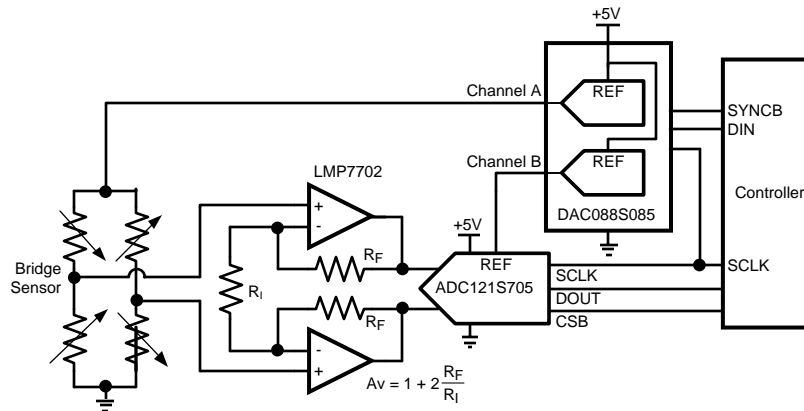 +5V
Channel A
REF
SYNCB
DIN
LMP7702
Channel B
REF
Controller
DAC088S085
+
-
+5V
Bridge
Sensor
RF
REF
SCLK
SCLK
RI
ADC121S705
DOUT
RF
CSB
-
+
Av = 1 + 2 RF/RI